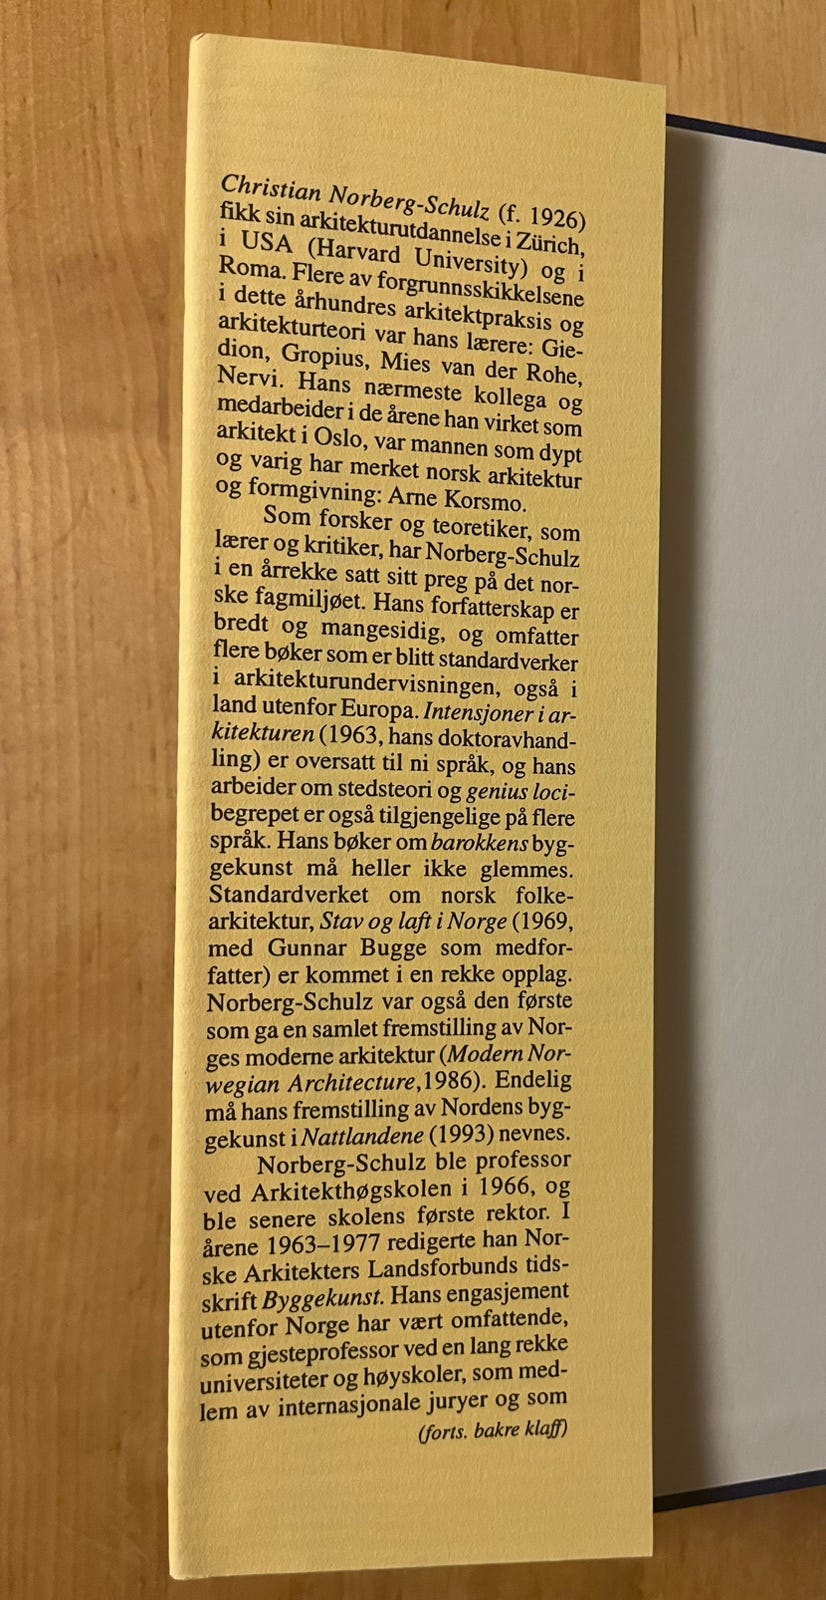 Christian Norberg-Schulz (f. 1926)
fikk sin arkitekturutdannelse i Zürich,
i USA (Harvard University) og i
Roma. Flere av forgrunnsskikkelsene
i dette århundres arkitektpraksis og
arkitekturteori var hans lærere: Gie-
dion, Gropius, Mies van der Rohe,
Nervi. Hans nærmeste kollega og
medarbeider i de årene han virket som
arkitekt i Oslo, var mannen som dypt
og varig har merket norsk arkitektur
og formgivning: Arne Korsmo.
Som forsker og teoretiker, som
lærer og kritiker, har Norberg-Schulz
i en årrekke satt sitt preg på det nor-
ske fagmiljøet. Hans forfatterskap er
bredt og mangesidig, og omfatter
flere bøker som er blitt standardverker
i arkitekturundervisningen, også i
land utenfor Europa. Intensjoner i ar-
kitekturen (1963, hans doktoravhand-
ling) er oversatt til ni språk, og hans
arbeider om stedsteori og genius loci-
begrepet er også tilgjengelige på flere
språk. Hans bøker om barokkens byg-
gekunst må heller ikke glemmes.
Standardverket om norsk folke-
arkitektur, Stav og laft i Norge (1969,
med Gunnar Bugge som medfor-
fatter) er kommet i en rekke opplag.
Norberg-Schulz var også den første
som ga en samlet fremstilling av Nor-
ges moderne arkitektur (Modern Nor-
wegian Architecture,1986). Endelig
må hans fremstilling av Nordens byg-
gekunst i Nattlandene (1993) nevnes.
Norberg-Schulz ble professor
ved Arkitekthøgskolen i 1966, og
ble senere skolens første rektor. I
årene 1963–1977 redigerte han Nor-
ske Arkitekters Landsforbunds tids-
skrift Byggekunst. Hans engasjement
utenfor Norge har vært omfattende,
som gjesteprofessor ved en lang rekke
universiteter og høyskoler, som med-
lem av internasjonale juryer og som
(forts. bakre klaff)